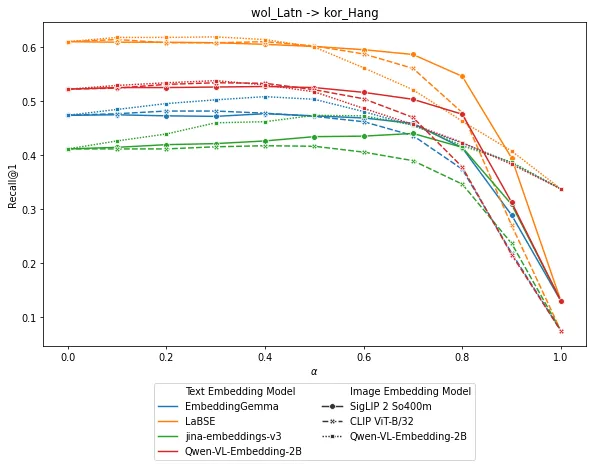 wol_Latn -> kor_Hang
Recall@1
0.6
0.5
0.4
0.3
0.2
0.1
0.0 0.2 0.4 0.6 0.8 1.0
α
Text Embedding Model Image Embedding Model
EmbeddingGemma SigLIP 2 So400m
LaBSE CLIP ViT-B/32
jina-embeddings-v3 Qwen-VL-Embedding-2B
Qwen-VL-Embedding-2B